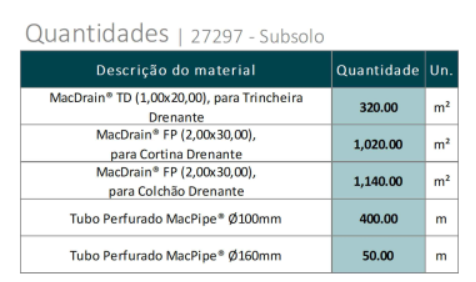 Quantidades | 27297 - Subsolo
Descrição do material Quantidade Un.
MacDrain® TD (1,00x20,00), para Trincheira
Drenante 320.00 m²
MacDrain® FP (2,00x30,00),
para Cortina Drenante 1,020.00 m²
MacDrain® FP (2,00x30,00),
para Colchão Drenante 1,140.00 m²
Tubo Perfurado MacPipe® Ø100mm 400.00 m
Tubo Perfurado MacPipe® Ø160mm 50.00 m